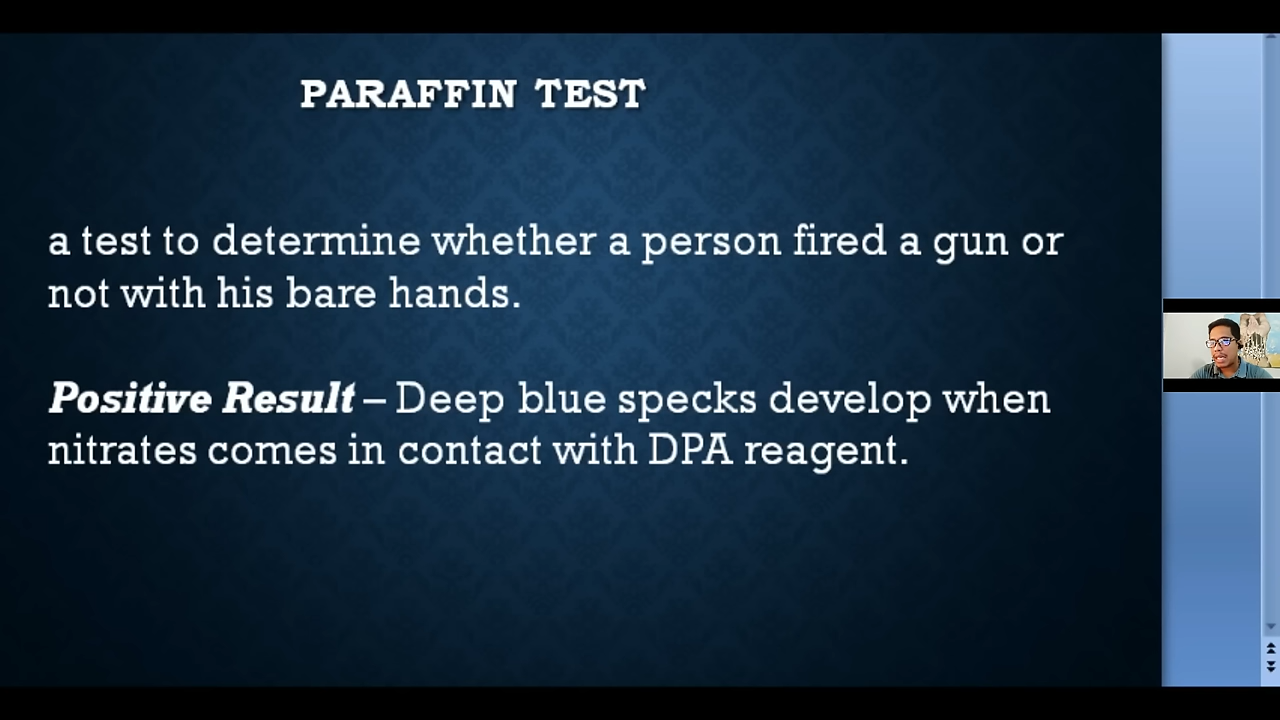 PARAFFIN TEST
a test to determine whether a person fired a gun or
not with his bare hands.
Positive Result – Deep blue specks develop when
nitrates comes in contact with DPA reagent.